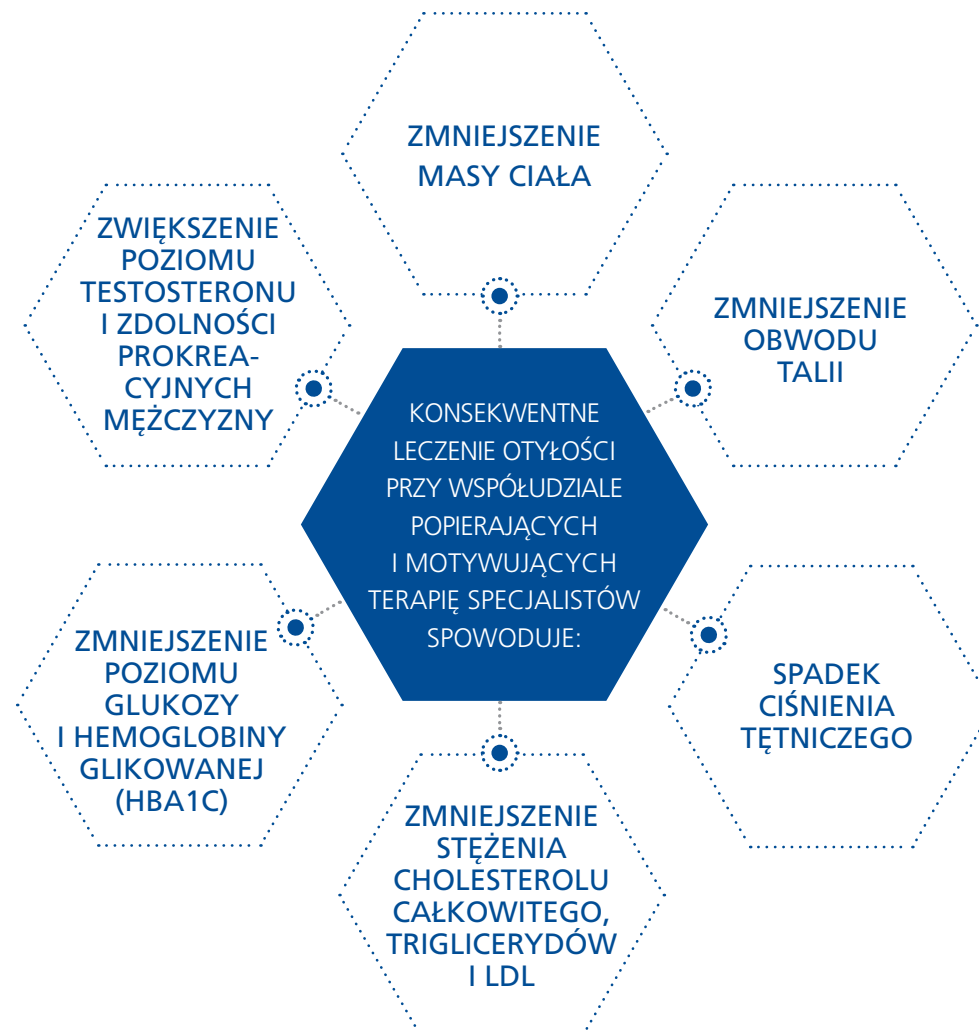 ZMNIEJSZENIE
MASY CIAŁA
ZWIĘKSZENIE
POZIOMU
TESTOSTERONU
I ZDOLNOŚCI
PROKREA-
CYJNYCH
MĘŻCZYZNY
ZMNIEJSZENIE
OBWODU
TALII
KONSEKWENTNE
LECZENIE OTYŁOŚCI
PRZY WSPÓŁUDZIALE
POPIERAJĄCYCH
I MOTYWUJĄCYCH
TERAPIĘ SPECJALISTÓW
SPOWODUJE:
ZMNIEJSZENIE
POZIOMU
GLUKOZY
I HEMOGLOBINY
GLIKOWANEJ
(HBA1C)
SPADEK
CIŚNIENIA
TĘTNICZEGO
ZMNIEJSZENIE
STĘŻENIA
CHOLESTEROLU
CAŁKOWITEGO,
TRIGLICERYDÓW
I LDL